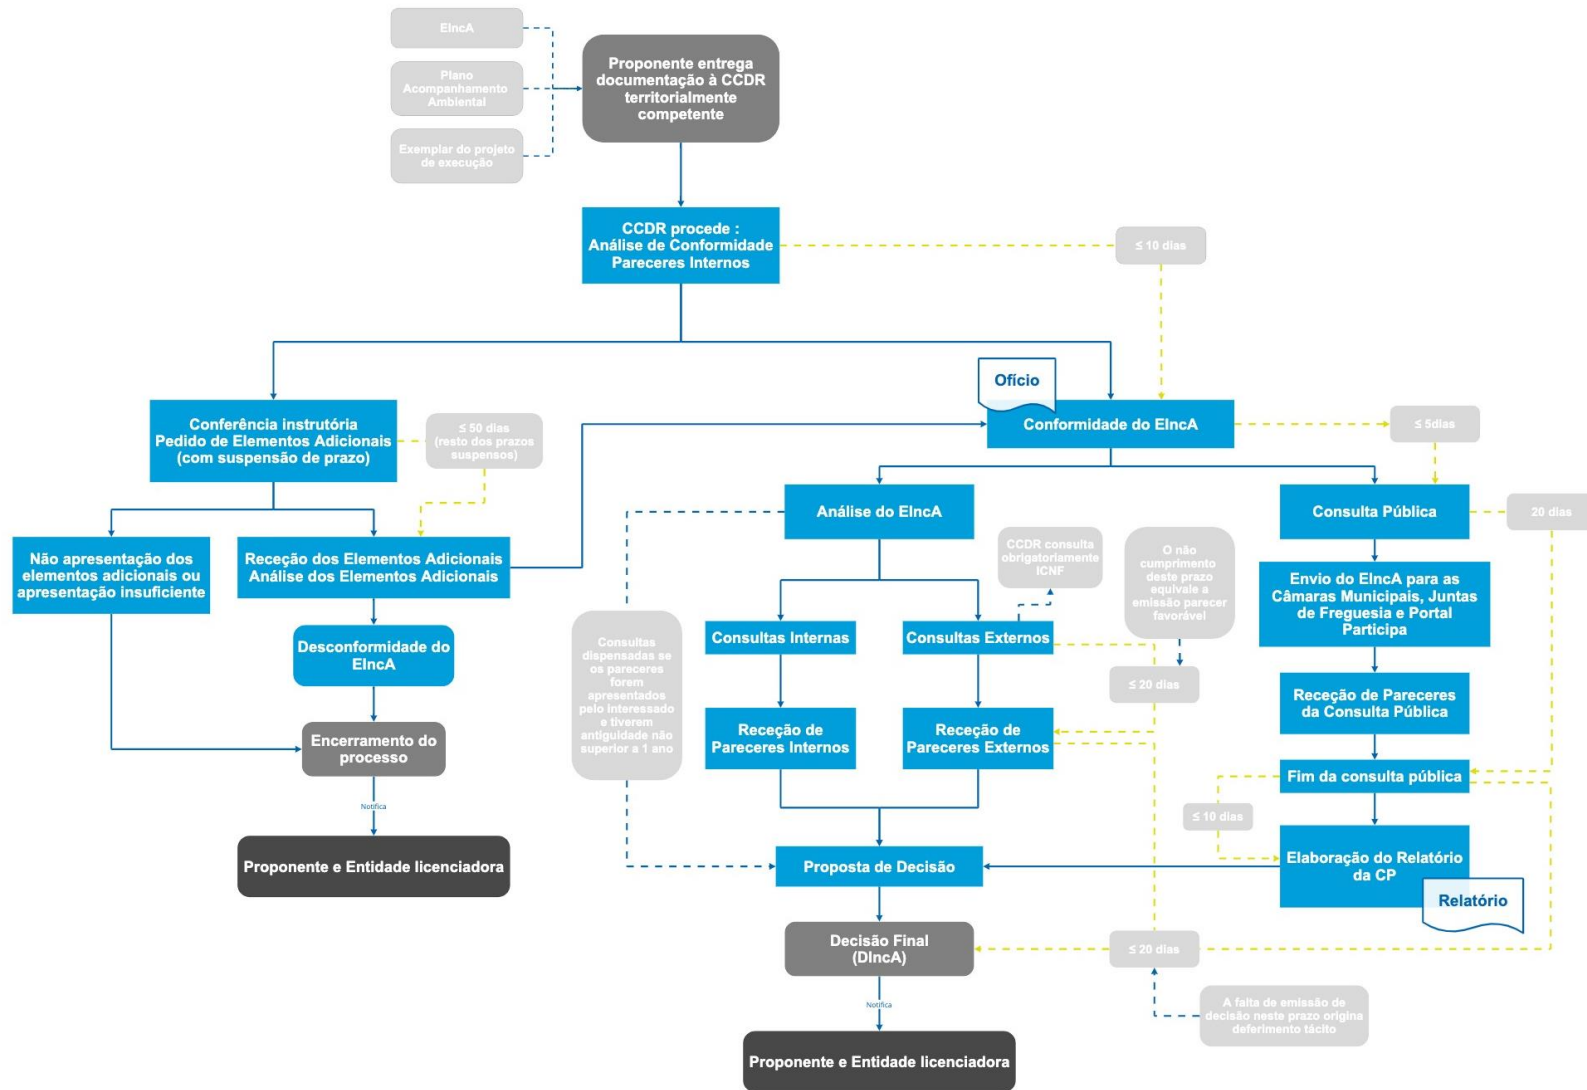 EIncA
Plano
Acompanhamento
Ambiental
Exemplar do projeto
de execução
Proponente entrega
documentação à CCDR
territorialmente
competente
CCDR procede :
Análise de Conformidade
Pareceres Internos
≤ 10 dias
Ofício
Conformidade do EIncA
≤ 5dias
Conferência instrutória
Pedido de Elementos Adicionais
(com suspensão de prazo)
≤ 50 dias
(resto dos prazos
suspensos)
Não apresentação dos
elementos adicionais ou
apresentação insuficiente
Receção dos Elementos Adicionais
Análise dos Elementos Adicionais
Desconformidade do
EIncA
Encerramento do
processo
Notifica
Proponente e Entidade licenciadora
Análise do EIncA
Consulta Pública
20 dias
CCDR consulta
obrigatoriamente
ICNF
O não
cumprimento
deste prazo
equivale a
emissão parecer
favorável
Envio do EIncA para as
Câmaras Municipais, Juntas
de Freguesia e Portal
Participa
Consultas
dispensadas se
os pareceres
forem
apresentados
pelo interessado
e tiverem
antiguidade não
superior a 1 ano
Consultas Internas
Consultas Externos
≤ 20 dias
Receção de
Pareceres Internos
Receção de
Pareceres Externos
Receção de Pareceres
da Consulta Pública
Fim da consulta pública
≤ 10 dias
Elaboração do Relatório
da CP
Relatório
Proposta de Decisão
Decisão Final
(DIncA)
≤ 20 dias
A falta de emissão de
decisão neste prazo origina
deferimento tácito
Notifica
Proponente e Entidade licenciadora